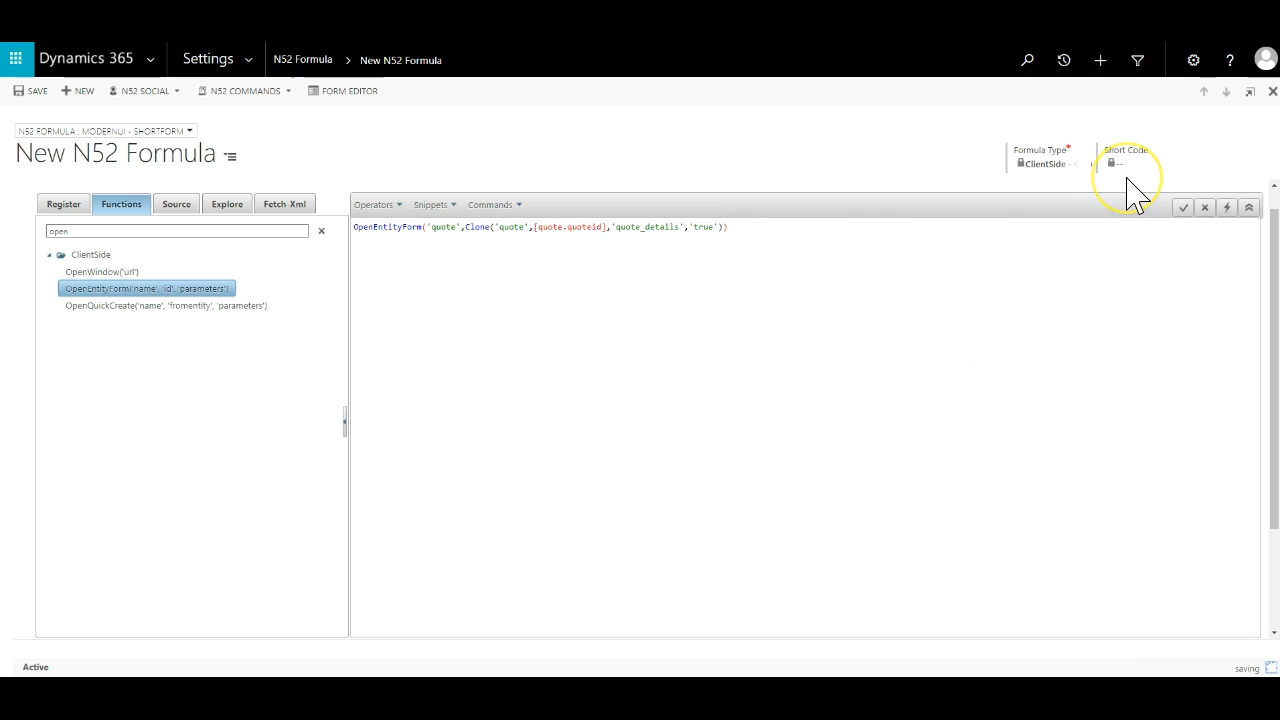 Dynamics 365
Settings
N52 Formula > New N52 Formula
SAVE
NEW
N52 SOCIAL
N52 COMMANDS
FORM EDITOR
N52 FORMULA : MODERNUI - SHORTFORM
New N52 Formula
Formula Type*
ClientSide -
Short Code
--
Register
Functions
Source
Explore
Fetch-Xml
Operators
Snippets
Commands
open
OpenEntityForm('quote',Clone('quote',[quote.quoteid],'quote_details','true'))
ClientSide
OpenWindow('url')
OpenEntityForm('name', 'id', 'parameters')
OpenQuickCreate('name', 'fromentity', 'parameters')
Active
saving